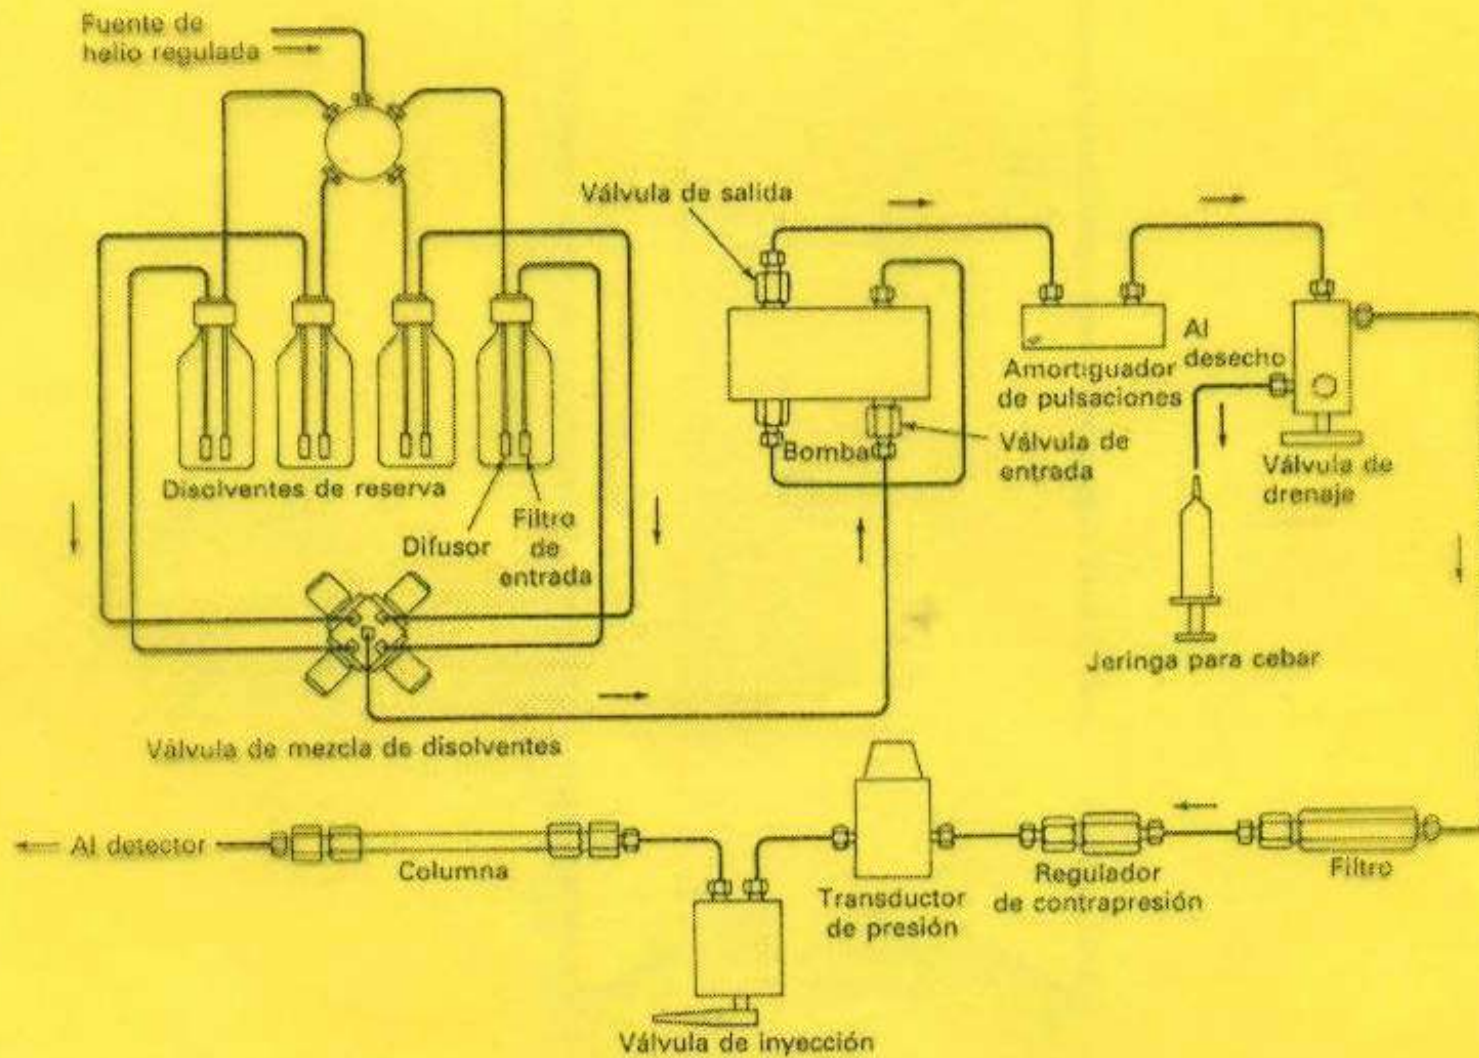 Fuente de
helio regulada
Válvula de salida
Al
desecho
Amortiguador
de pulsaciones
Válvula de
entrada
Bomba
Válvula de
drenaje
Disolventes de reserva
Difusor
Filtro
de
entrada
Jeringa para cebar
Válvula de mezcla de disolventes
Al detector
Columna
Transductor
de presión
Regulador
de contrapresión
Filtro
Válvula de inyección